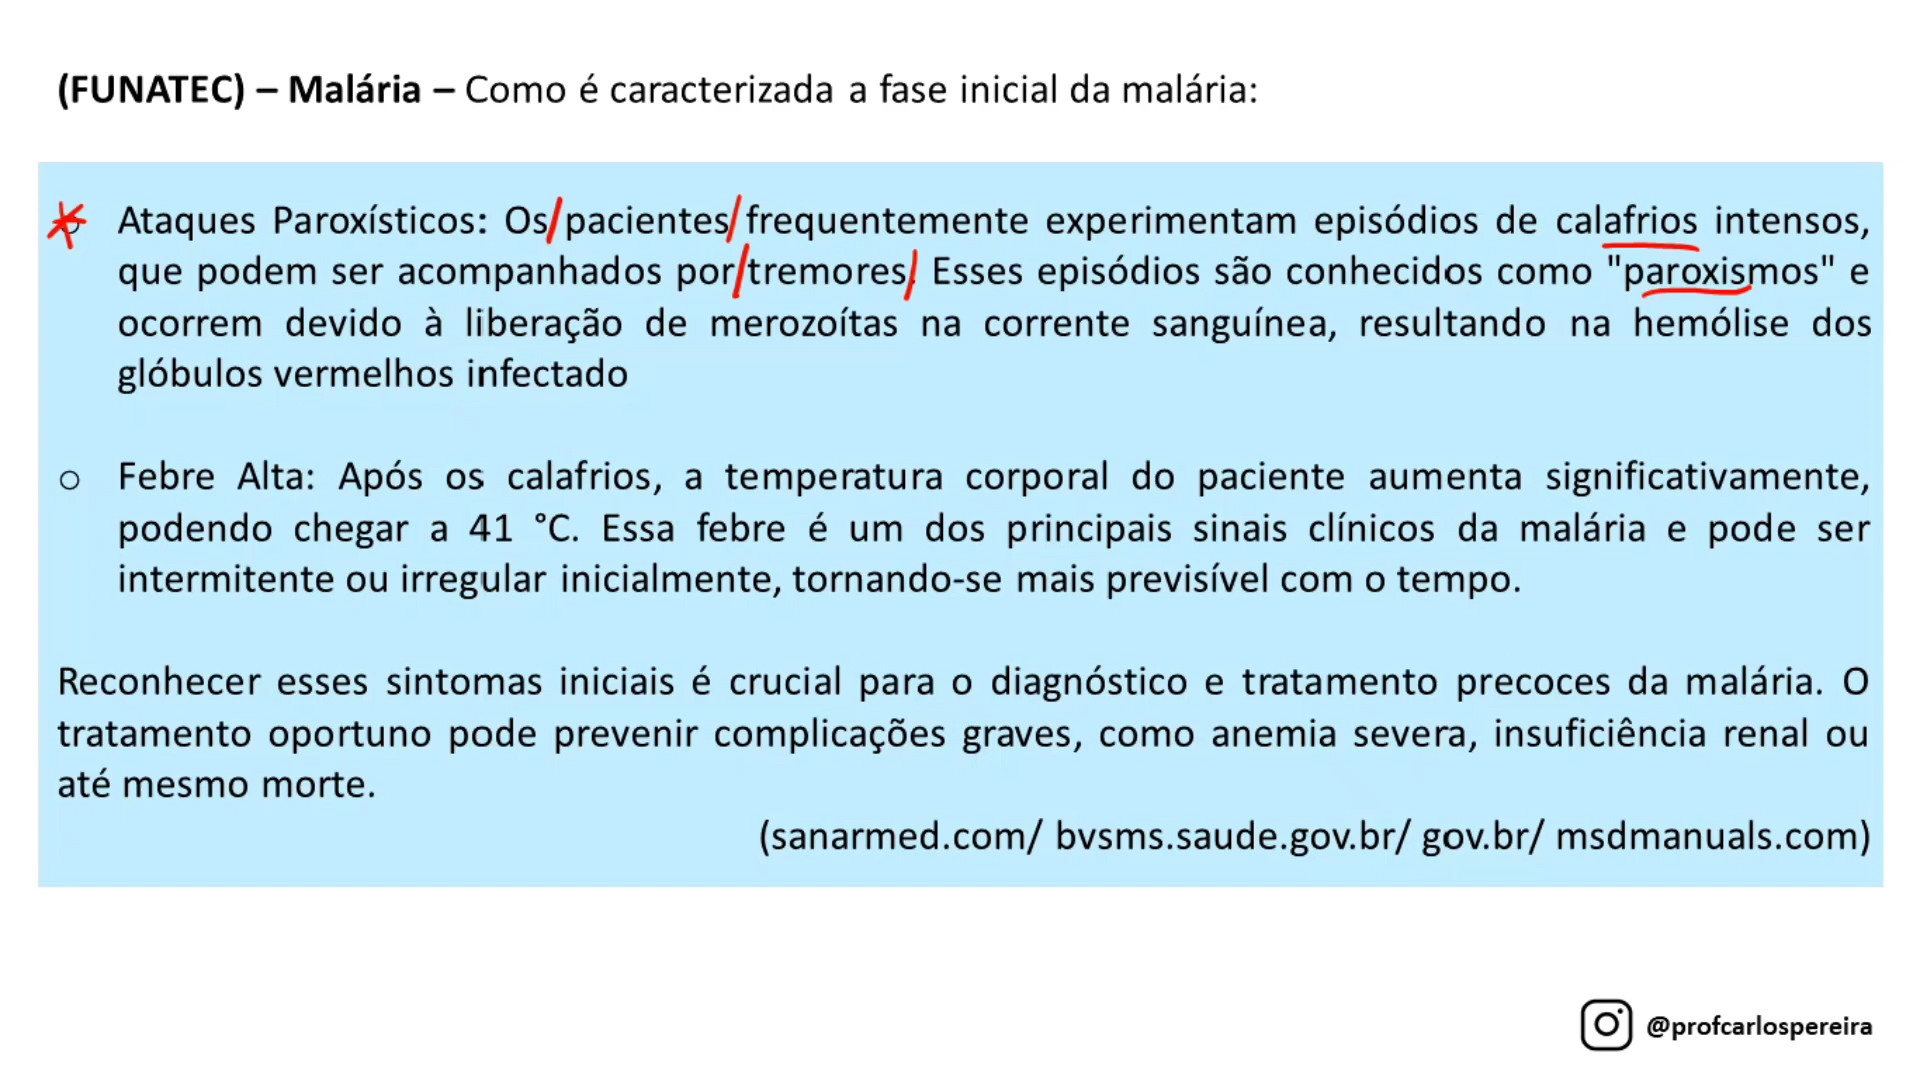 (FUNATEC) – Malária – Como é caracterizada a fase inicial da malária:
o Ataques Paroxísticos: Os pacientes frequentemente experimentam episódios de calafrios intensos,
que podem ser acompanhados por tremores. Esses episódios são conhecidos como "paroxismos" e
ocorrem devido à liberação de merozoítas na corrente sanguínea, resultando na hemólise dos
glóbulos vermelhos infectado
o Febre Alta: Após os calafrios, a temperatura corporal do paciente aumenta significativamente,
podendo chegar a 41 °C. Essa febre é um dos principais sinais clínicos da malária e pode ser
intermitente ou irregular inicialmente, tornando-se mais previsível com o tempo.
Reconhecer esses sintomas iniciais é crucial para o diagnóstico e tratamento precoces da malária. O
tratamento oportuno pode prevenir complicações graves, como anemia severa, insuficiência renal ou
até mesmo morte.
(sanarmed.com/ bvsms.saude.gov.br/ gov.br/ msdmanuals.com)
@profcarlospereira